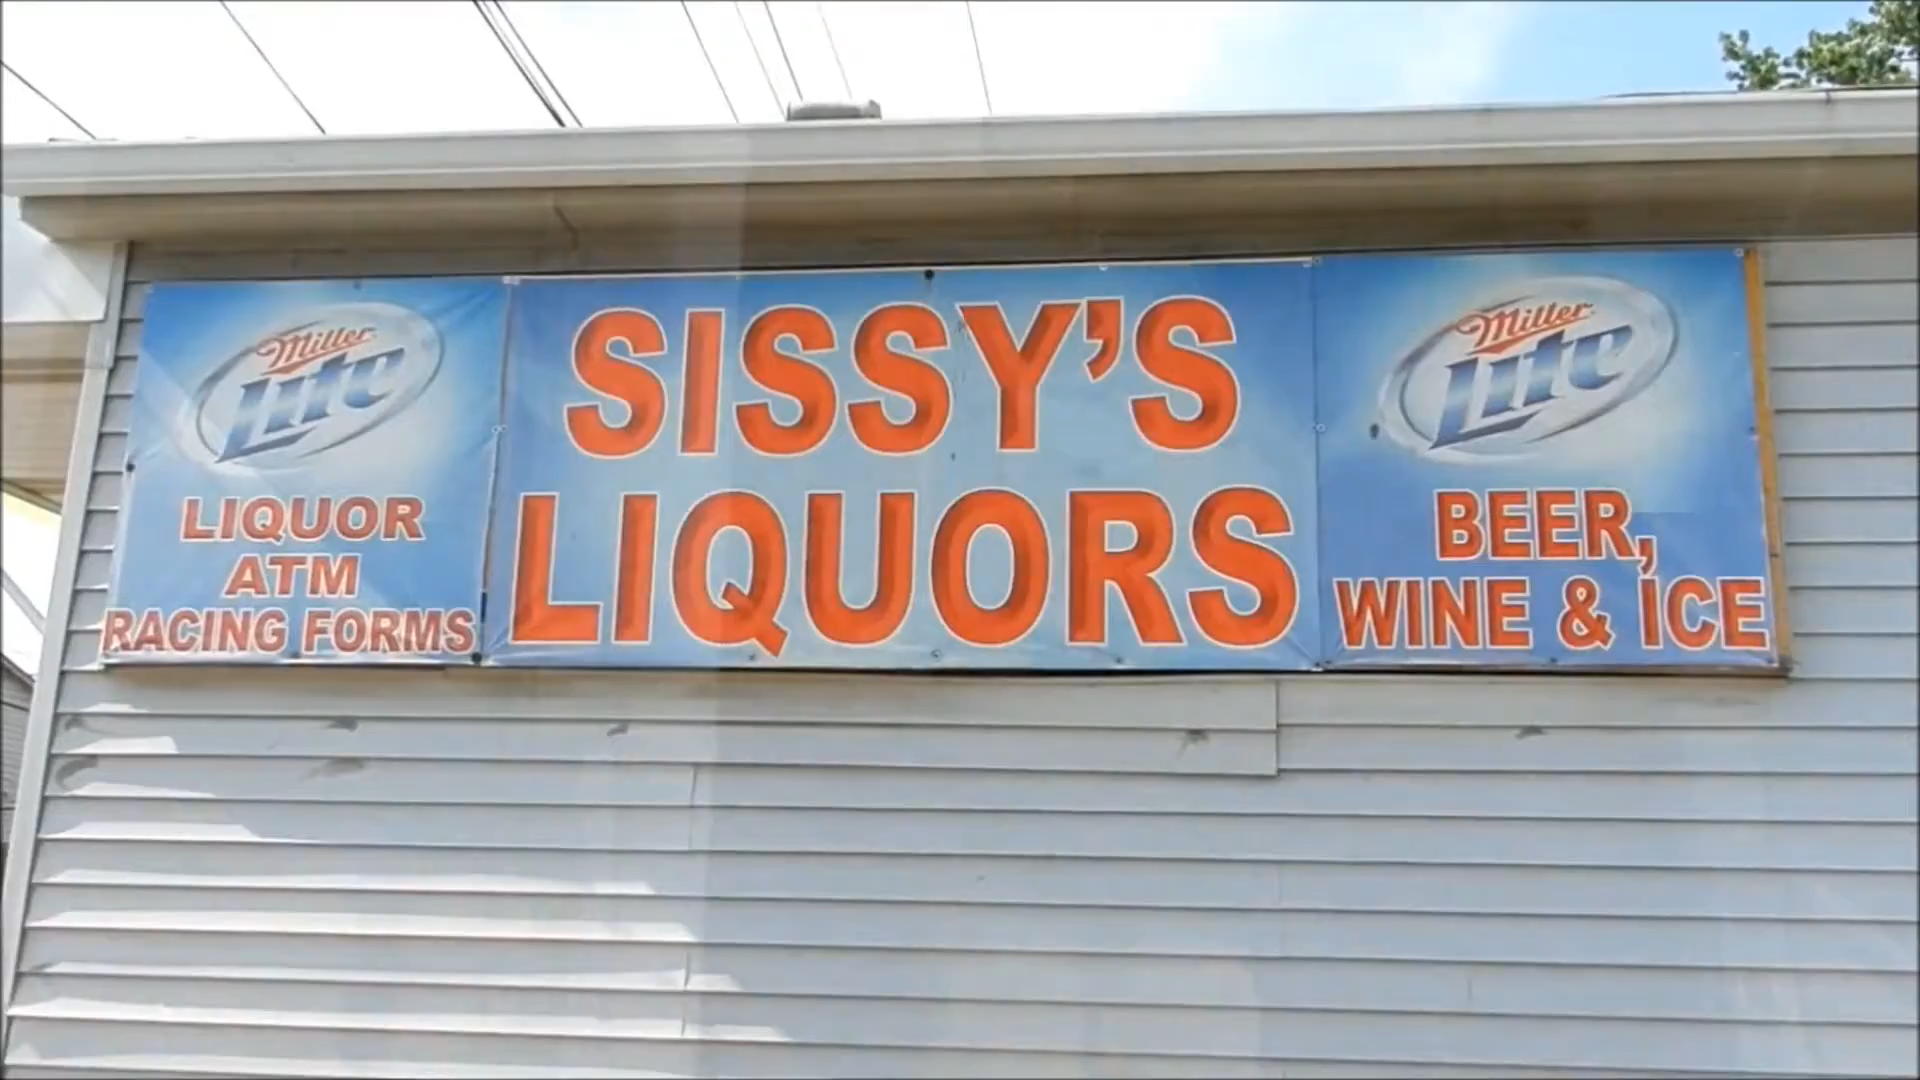 Miller
Lite
LIQUOR
ATM
RACING FORMS
SISSY'S
LIQUORS
Miller
Lite
BEER,
WINE & ICE